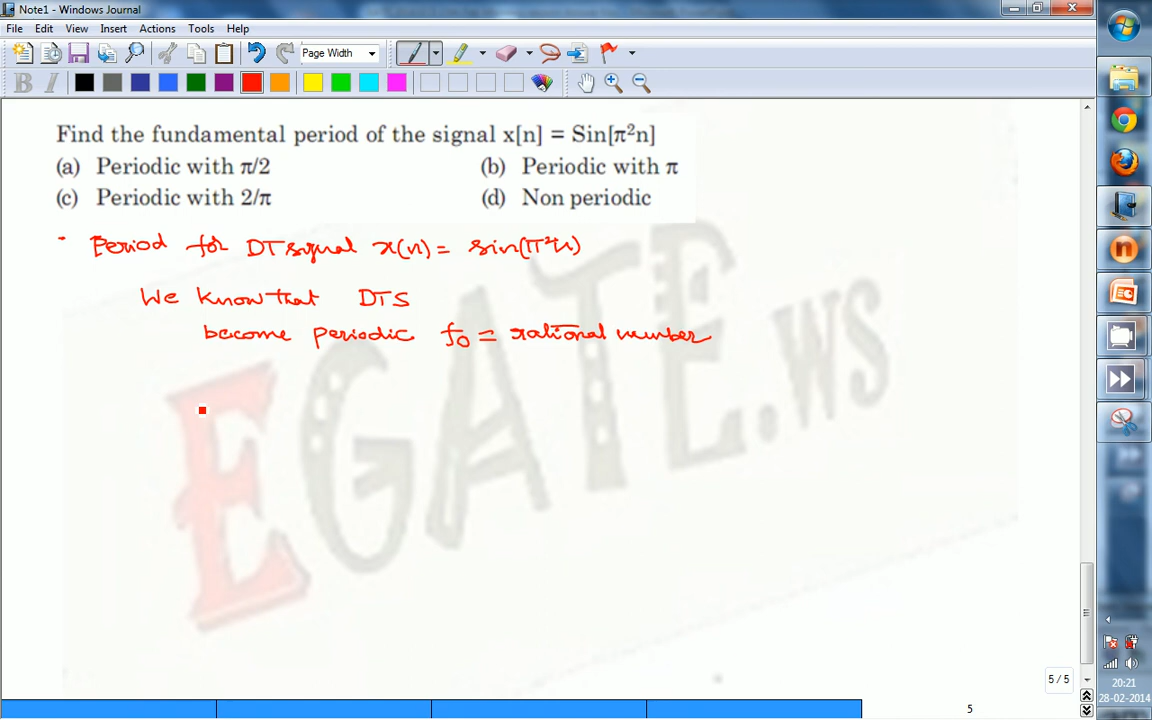 Note1 - Windows Journal
File Edit View Insert Actions Tools Help
Page Width
B I
Find the fundamental period of the signal x[n] = Sin[π²n]
(a) Periodic with π/2 (b) Periodic with π
(c) Periodic with 2/π (d) Non periodic
Period for DT signal x(n) = sin(π²n)
We know that DTS
become periodic f₀ = rational number
EGATE.WS
5 / 5
5
20:21
28-02-2014